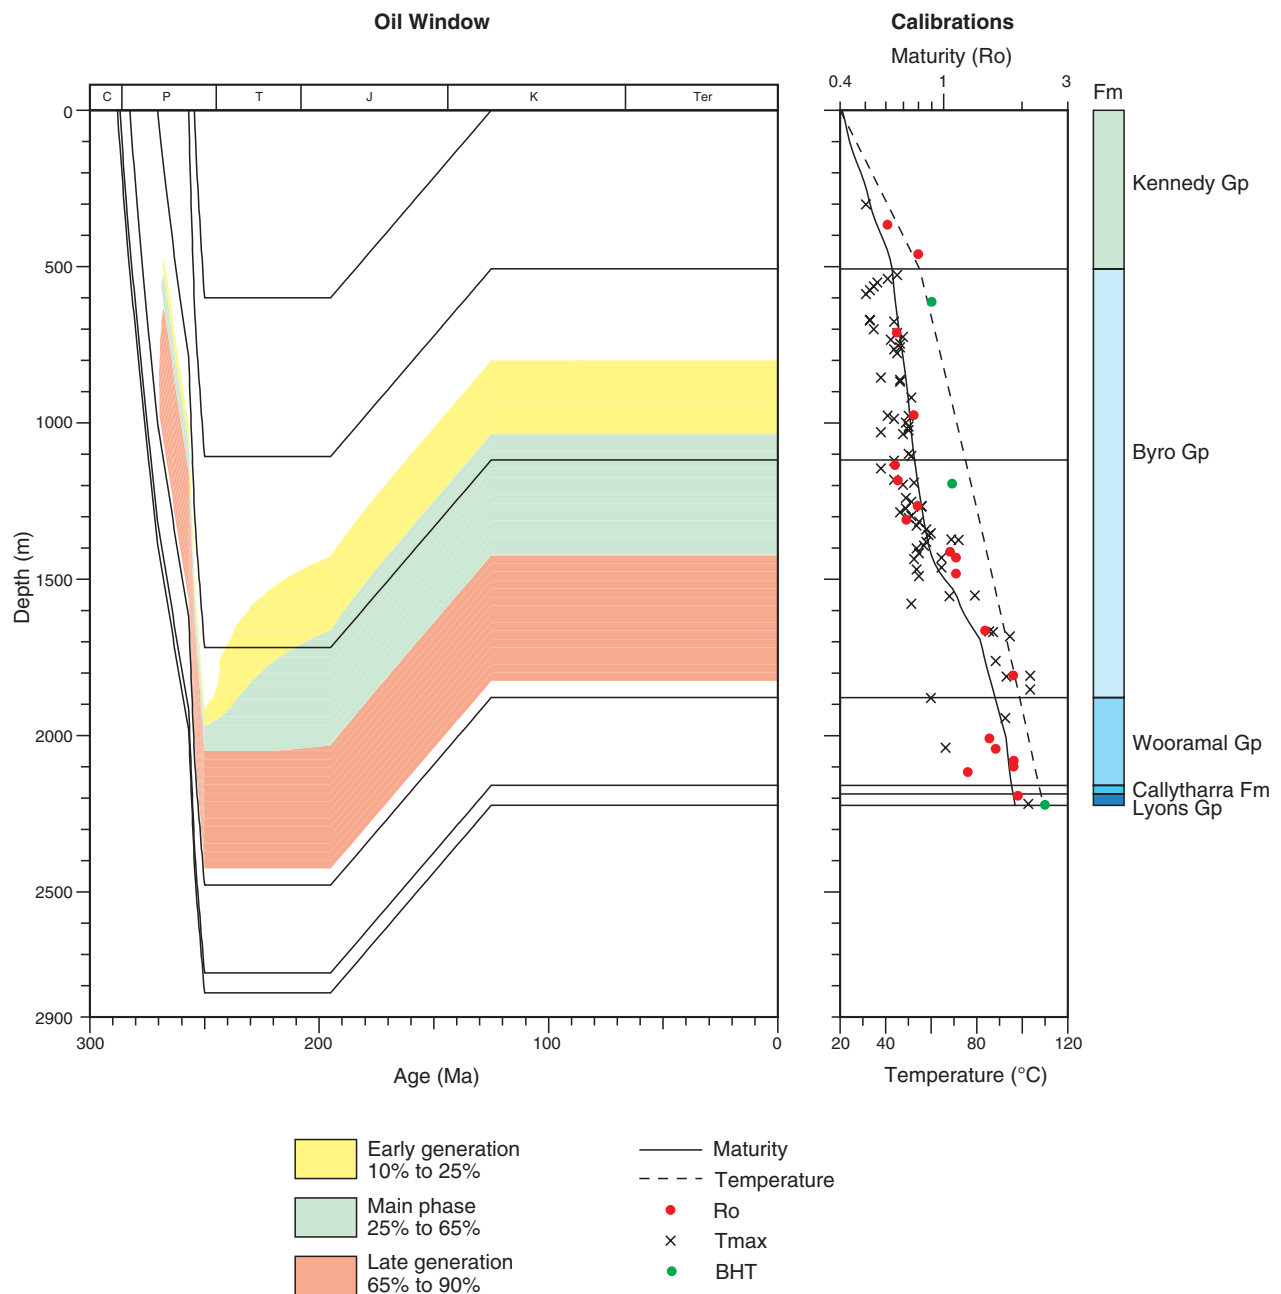 Oil Window
Calibrations
Maturity (Ro)
0.4 1 3
Fm
C P T J K Ter
0
500
1000
1500
2000
2500
2900
Depth (m)
300 200 100 0
Age (Ma)
20 40 80 120
Temperature (°C)
Kennedy Gp
Byro Gp
Wooramal Gp
Callytharra Fm
Lyons Gp
Early generation
10% to 25%
Main phase
25% to 65%
Late generation
65% to 90%
Maturity
Temperature
Ro
Tmax
BHT